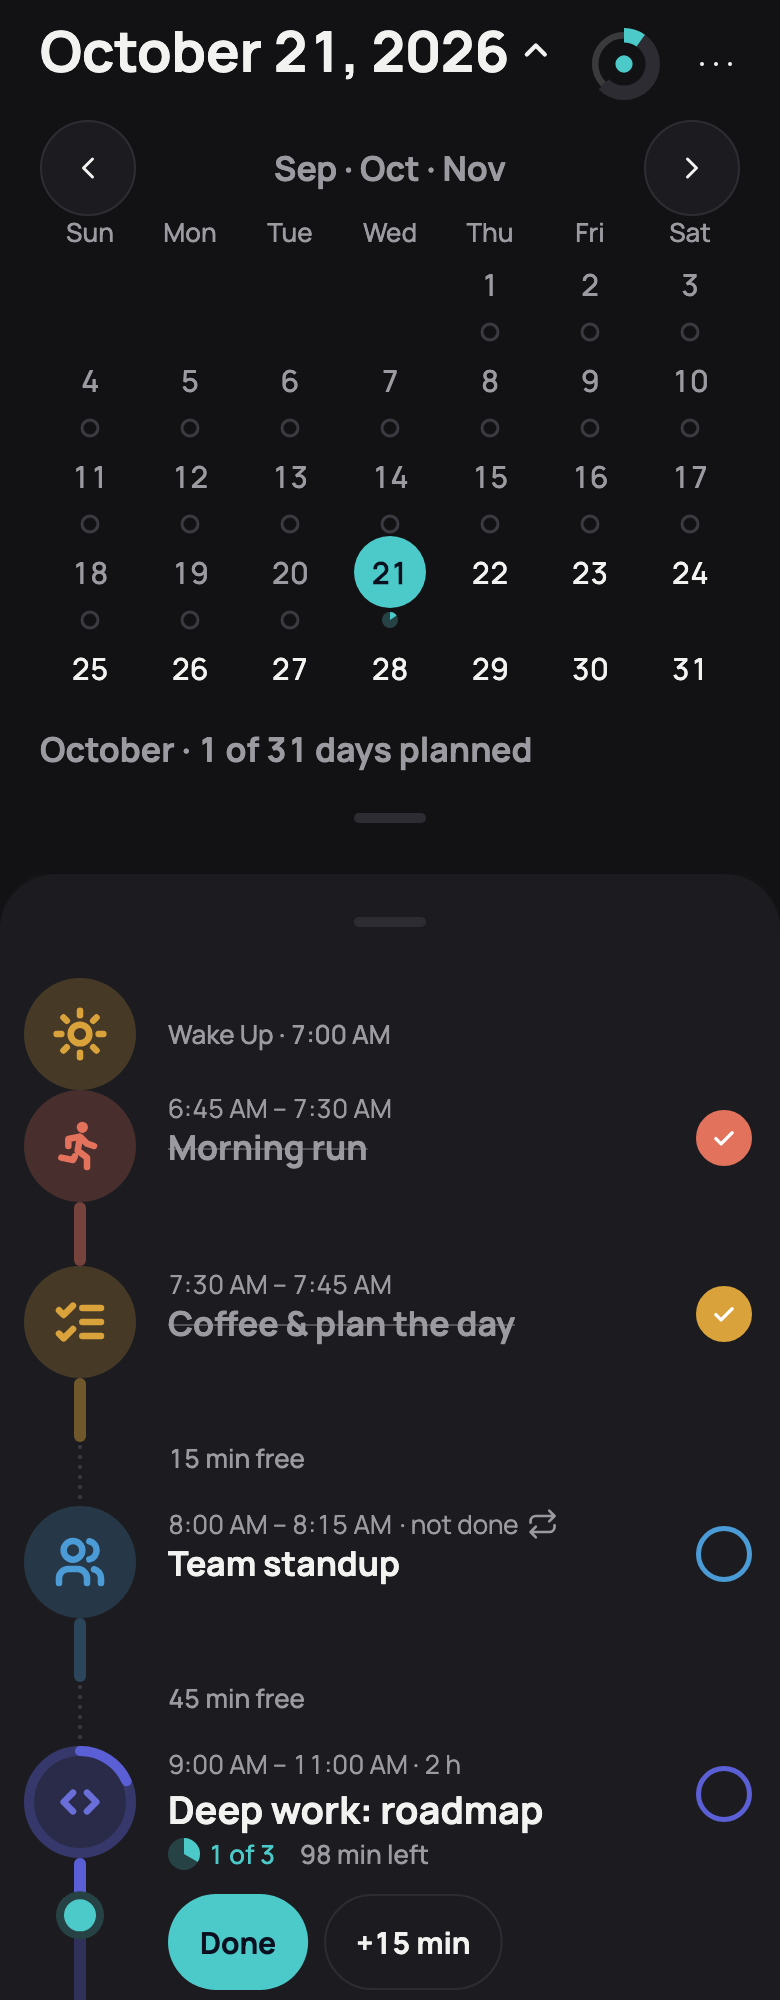 October 21, 2026
Sep · Oct · Nov
Sun Mon Tue Wed Thu Fri Sat
1 2 3
4 5 6 7 8 9 10
11 12 13 14 15 16 17
18 19 20 21 22 23 24
25 26 27 28 29 30 31
October · 1 of 31 days planned
Wake Up · 7:00 AM
6:45 AM – 7:30 AM
Morning run
7:30 AM – 7:45 AM
Coffee & plan the day
15 min free
8:00 AM – 8:15 AM · not done
Team standup
45 min free
9:00 AM – 11:00 AM · 2 h
Deep work: roadmap
1 of 3 98 min left
Done +15 min